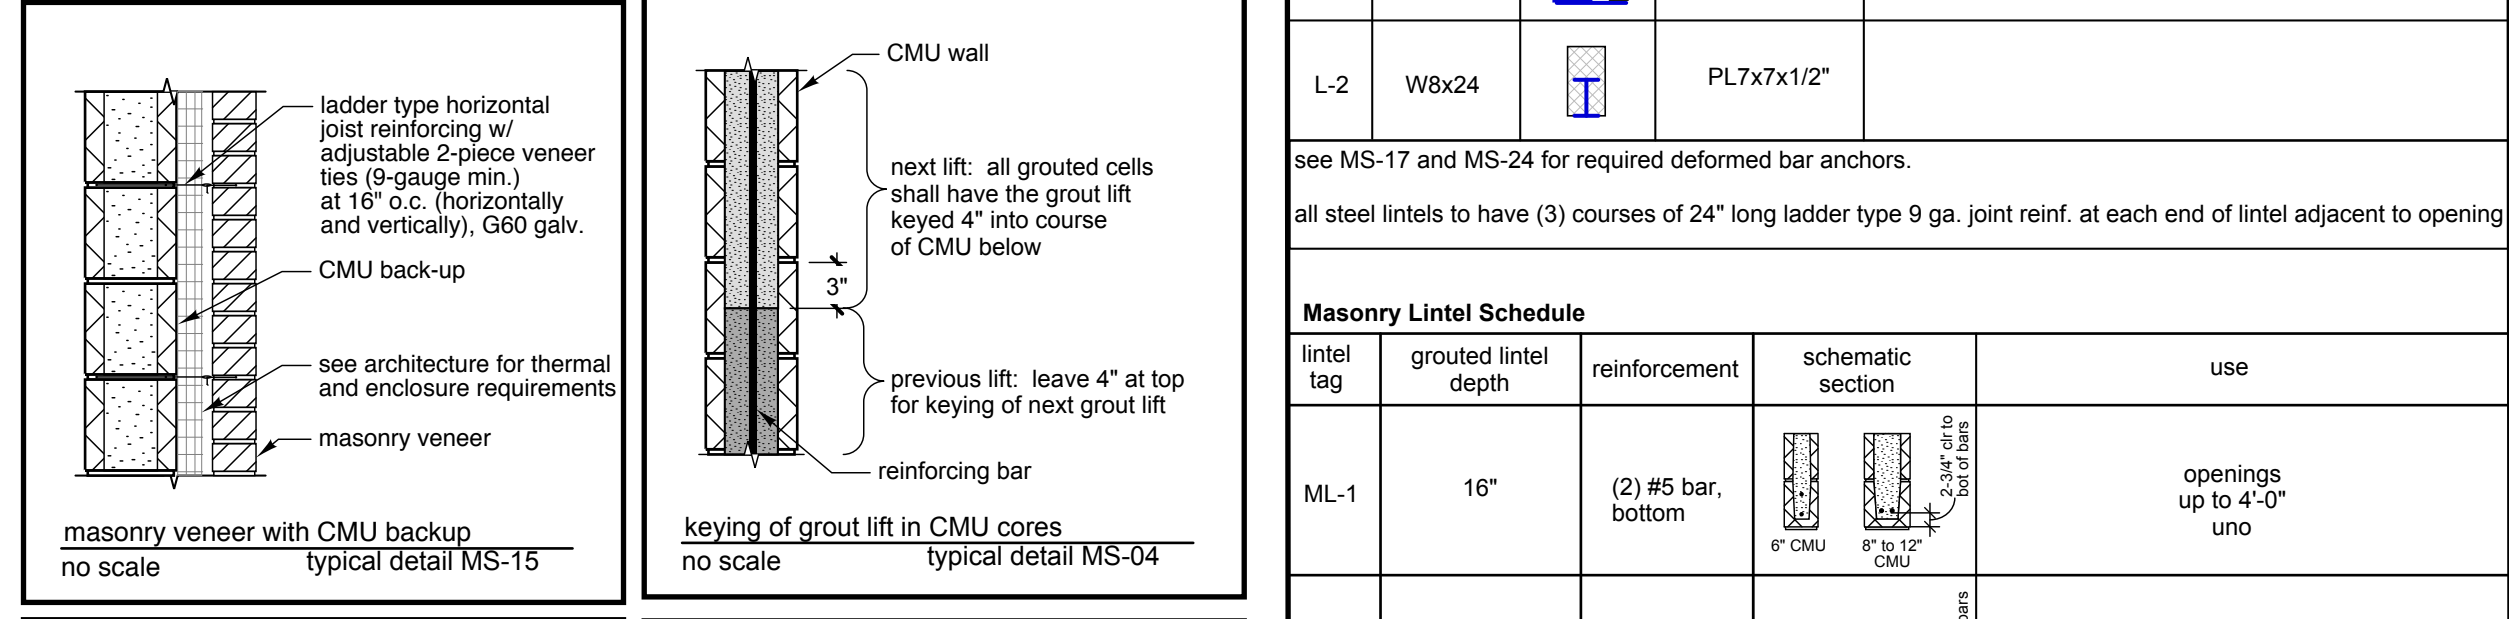 ladder type horizontal
joist reinforcing w/
adjustable 2-piece veneer
ties (9-gauge min.)
at 16" o.c. (horizontally
and vertically), G60 galv.
CMU back-up
see architecture for thermal
and enclosure requirements
masonry veneer
masonry veneer with CMU backup
no scale
typical detail MS-15
CMU wall
next lift: all grouted cells
shall have the grout lift
keyed 4" into course
of CMU below
3"
previous lift: leave 4" at top
for keying of next grout lift
reinforcing bar
keying of grout lift in CMU cores
no scale
typical detail MS-04
L-2
W8x24
PL7x7x1/2"
see MS-17 and MS-24 for required deformed bar anchors.
all steel lintels to have (3) courses of 24" long ladder type 9 ga. joint reinf. at each end of lintel adjacent to opening
Masonry Lintel Schedule
lintel
tag
grouted lintel
depth
reinforcement
schematic
section
use
ML-1
16"
(2) #5 bar,
bottom
6" CMU
8" to 12"
CMU
2-3/4" clr to
bot of bars
openings
up to 4'-0"
uno
bars